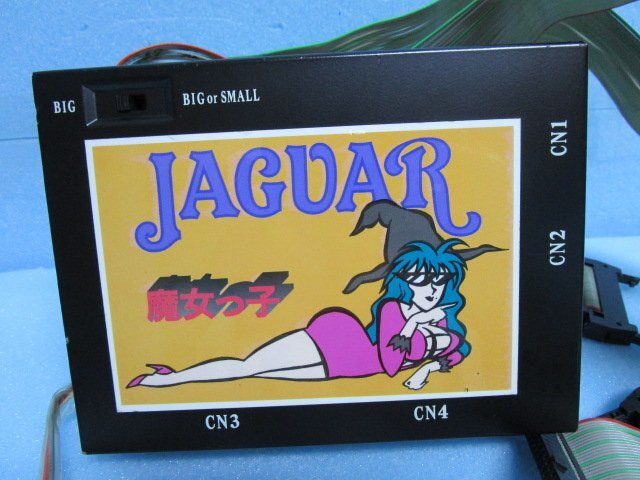 BIG
BIG or SMALL
JAGUAR
魔女っ子
CN1
CN2
CN3
CN4